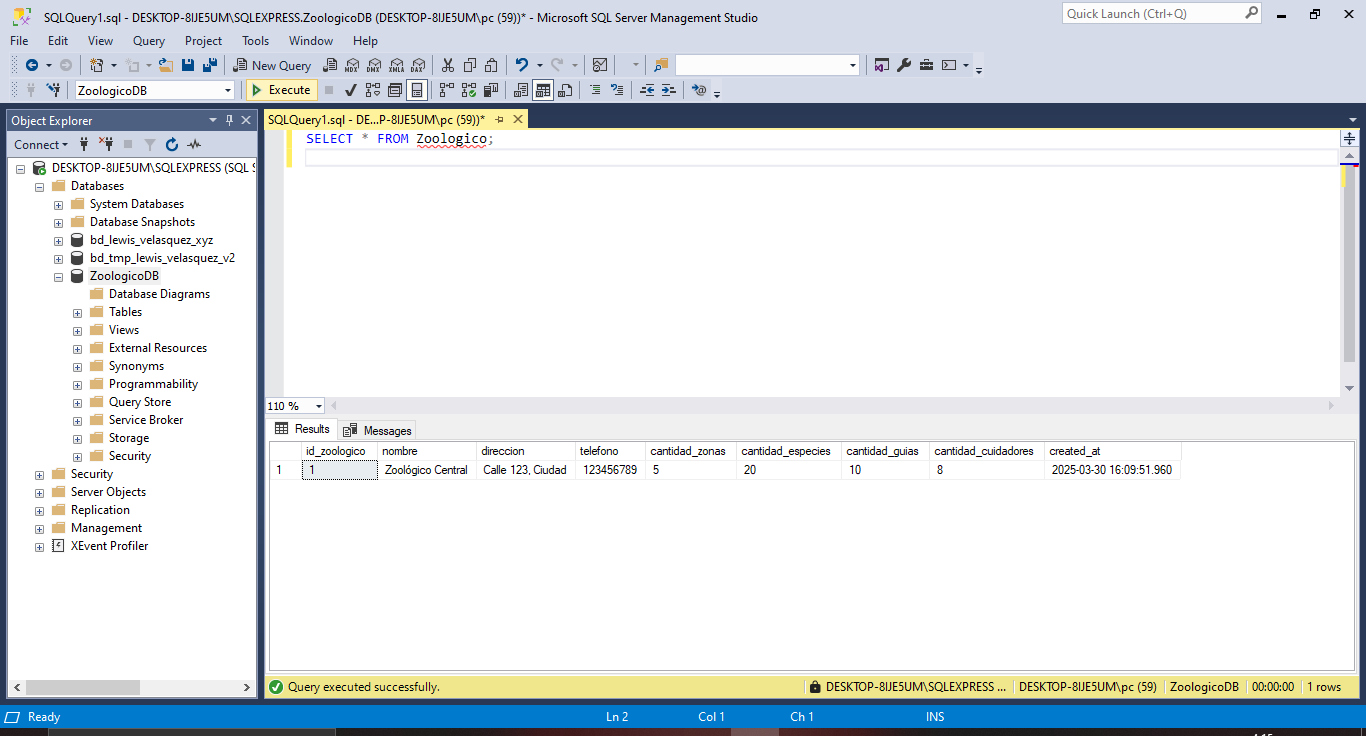 SQLQuery1.sql - DESKTOP-8IJE5UM\SQLEXPRESS.ZoologicoDB (DESKTOP-8IJE5UM\pc (59))* - Microsoft SQL Server Management Studio
Quick Launch (Ctrl+Q)
File Edit View Query Project Tools Window Help
New Query MDX DMX XMLA DAX
ZoologicoDB Execute
Object Explorer
Connect
DESKTOP-8IJE5UM\SQLEXPRESS (SQL S
Databases
System Databases
Database Snapshots
bd_lewis_velasquez_xyz
bd_tmp_lewis_velasquez_v2
ZoologicoDB
Database Diagrams
Tables
Views
External Resources
Synonyms
Programmability
Query Store
Service Broker
Storage
Security
Security
Server Objects
Replication
Management
XEvent Profiler
SQLQuery1.sql - DE...P-8IJE5UM\pc (59))*
SELECT * FROM Zoologico;
110 %
Results Messages
id_zoologico nombre direccion telefono cantidad_zonas cantidad_especies cantidad_guias cantidad_cuidadores created_at
1 1 Zoológico Central Calle 123, Ciudad 123456789 5 20 10 8 2025-03-30 16:09:51.960
Query executed successfully. DESKTOP-8IJE5UM\SQLEXPRESS ... DESKTOP-8IJE5UM\pc (59) ZoologicoDB 00:00:00 1 rows
Ready Ln 2 Col 1 Ch 1 INS